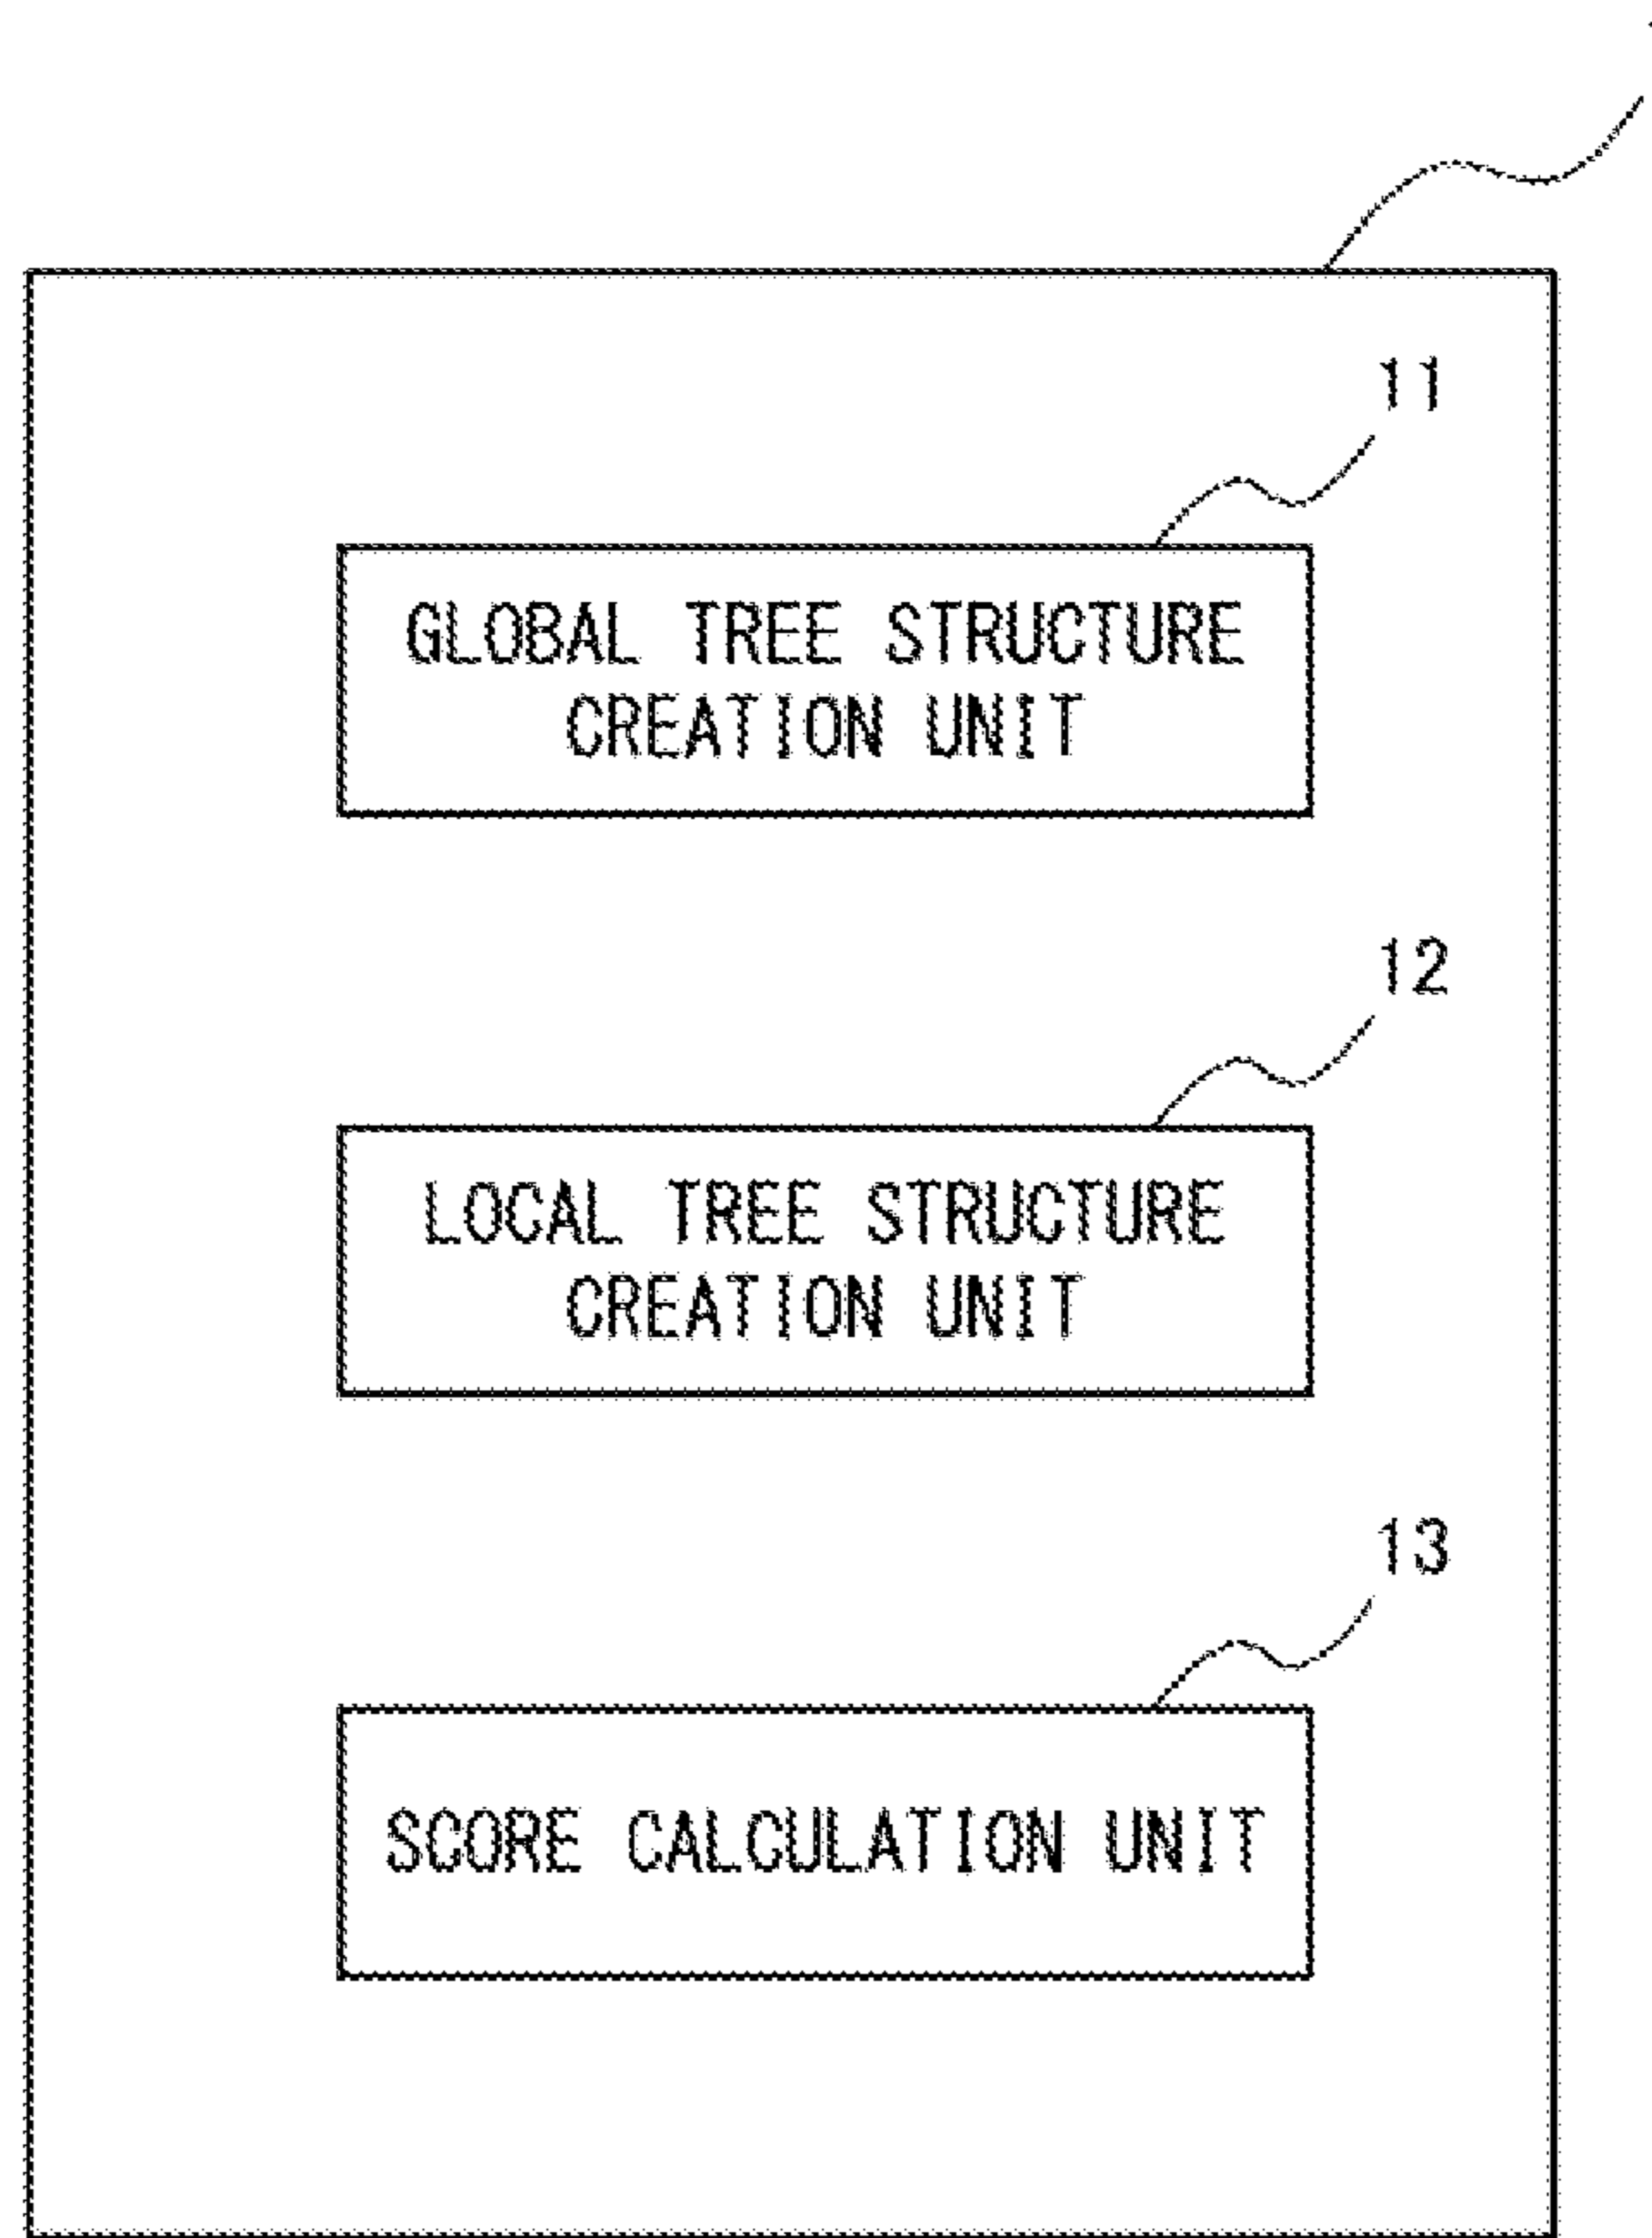 11
GLOBAL TREE STRUCTURE
CREATION UNIT
12
LOCAL TREE STRUCTURE
CREATION UNIT
13
SCORE CALCULATION UNIT